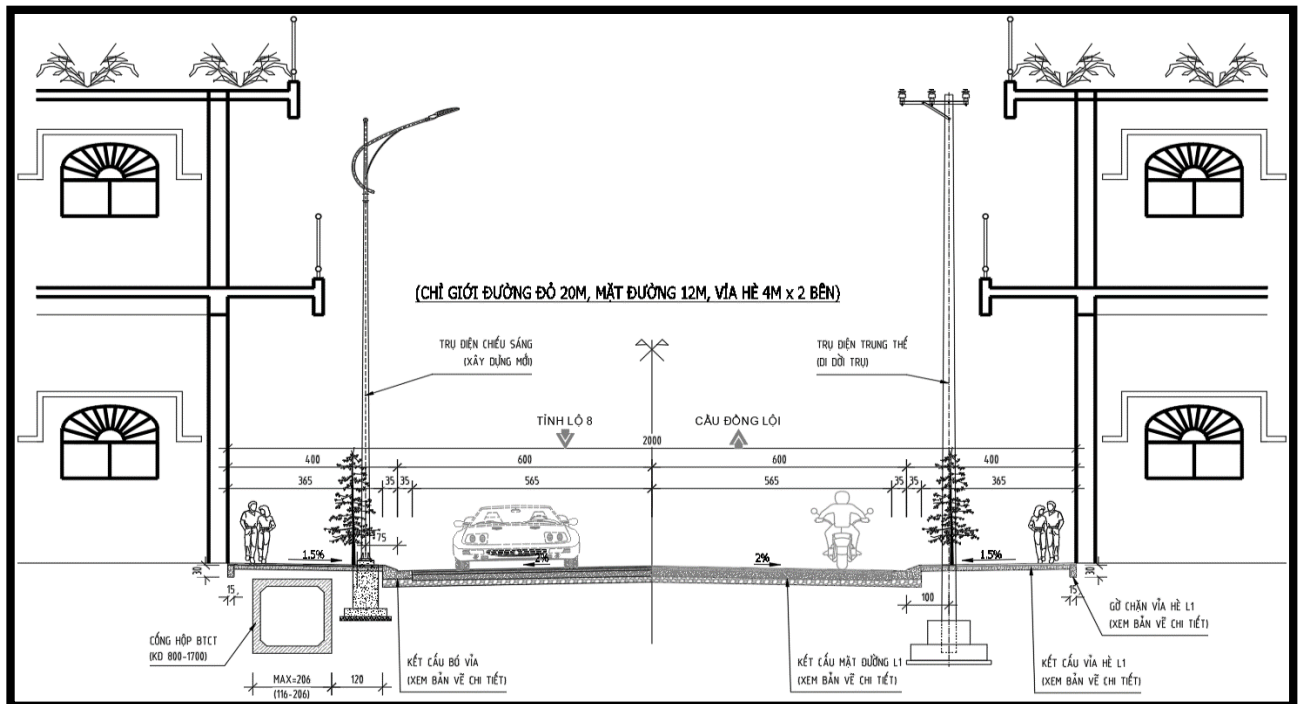 (CHỈ GIỚI ĐƯỜNG ĐỎ 20M, MẶT ĐƯỜNG 12M, VỈA HÈ 4M x 2 BÊN)
TRỤ ĐIỆN CHIẾU SÁNG
(XÂY DỰNG MỚI)
TRỤ ĐIỆN TRUNG THẾ
(DI DỜI TRỤ)
TỈNH LỘ 8
CẦU ĐỒNG LỘI
2000
400 600 600 400
365 35 35 565 565 35 35 365
75
1.5% 2% 2% 1.5%
30 30
15 100 15
GỜ CHẶN VỈA HÈ L1
(XEM BẢN VẼ CHI TIẾT)
CỐNG HỘP BTCT
(KD 800-1700)
KẾT CẤU BÓ VỈA
(XEM BẢN VẼ CHI TIẾT)
KẾT CẤU MẶT ĐƯỜNG L1
(XEM BẢN VẼ CHI TIẾT)
KẾT CẤU VỈA HÈ L1
(XEM BẢN VẼ CHI TIẾT)
MAX=206 120
(116-206)